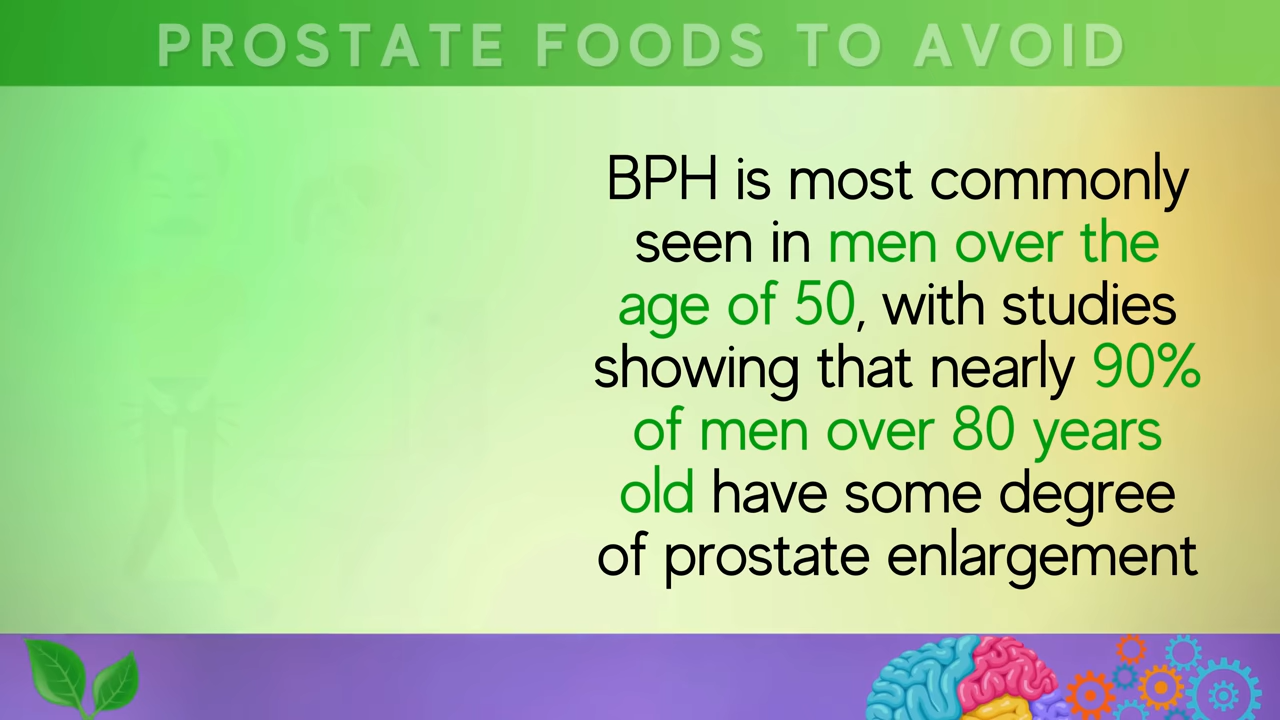 PROSTATE FOODS TO AVOID
BPH is most commonly
seen in men over the
age of 50, with studies
showing that nearly 90%
of men over 80 years
old have some degree
of prostate enlargement